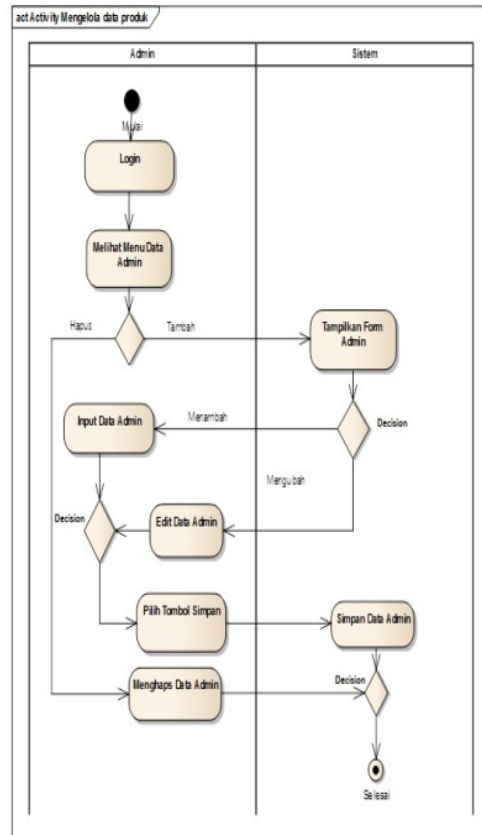 act Activity Mengelola data produk
Admin
Sistem
Mulai
Login
Melihat Menu Data
Admin
Hapus
Tambah
Tampilkan Form
Admin
Input Data Admin
Menambah
Decision
Mengubah
Decision
Edit Data Admin
Pilih Tombol Simpan
Simpan Data Admin
Menghaps Data Admin
Decision
Selesai